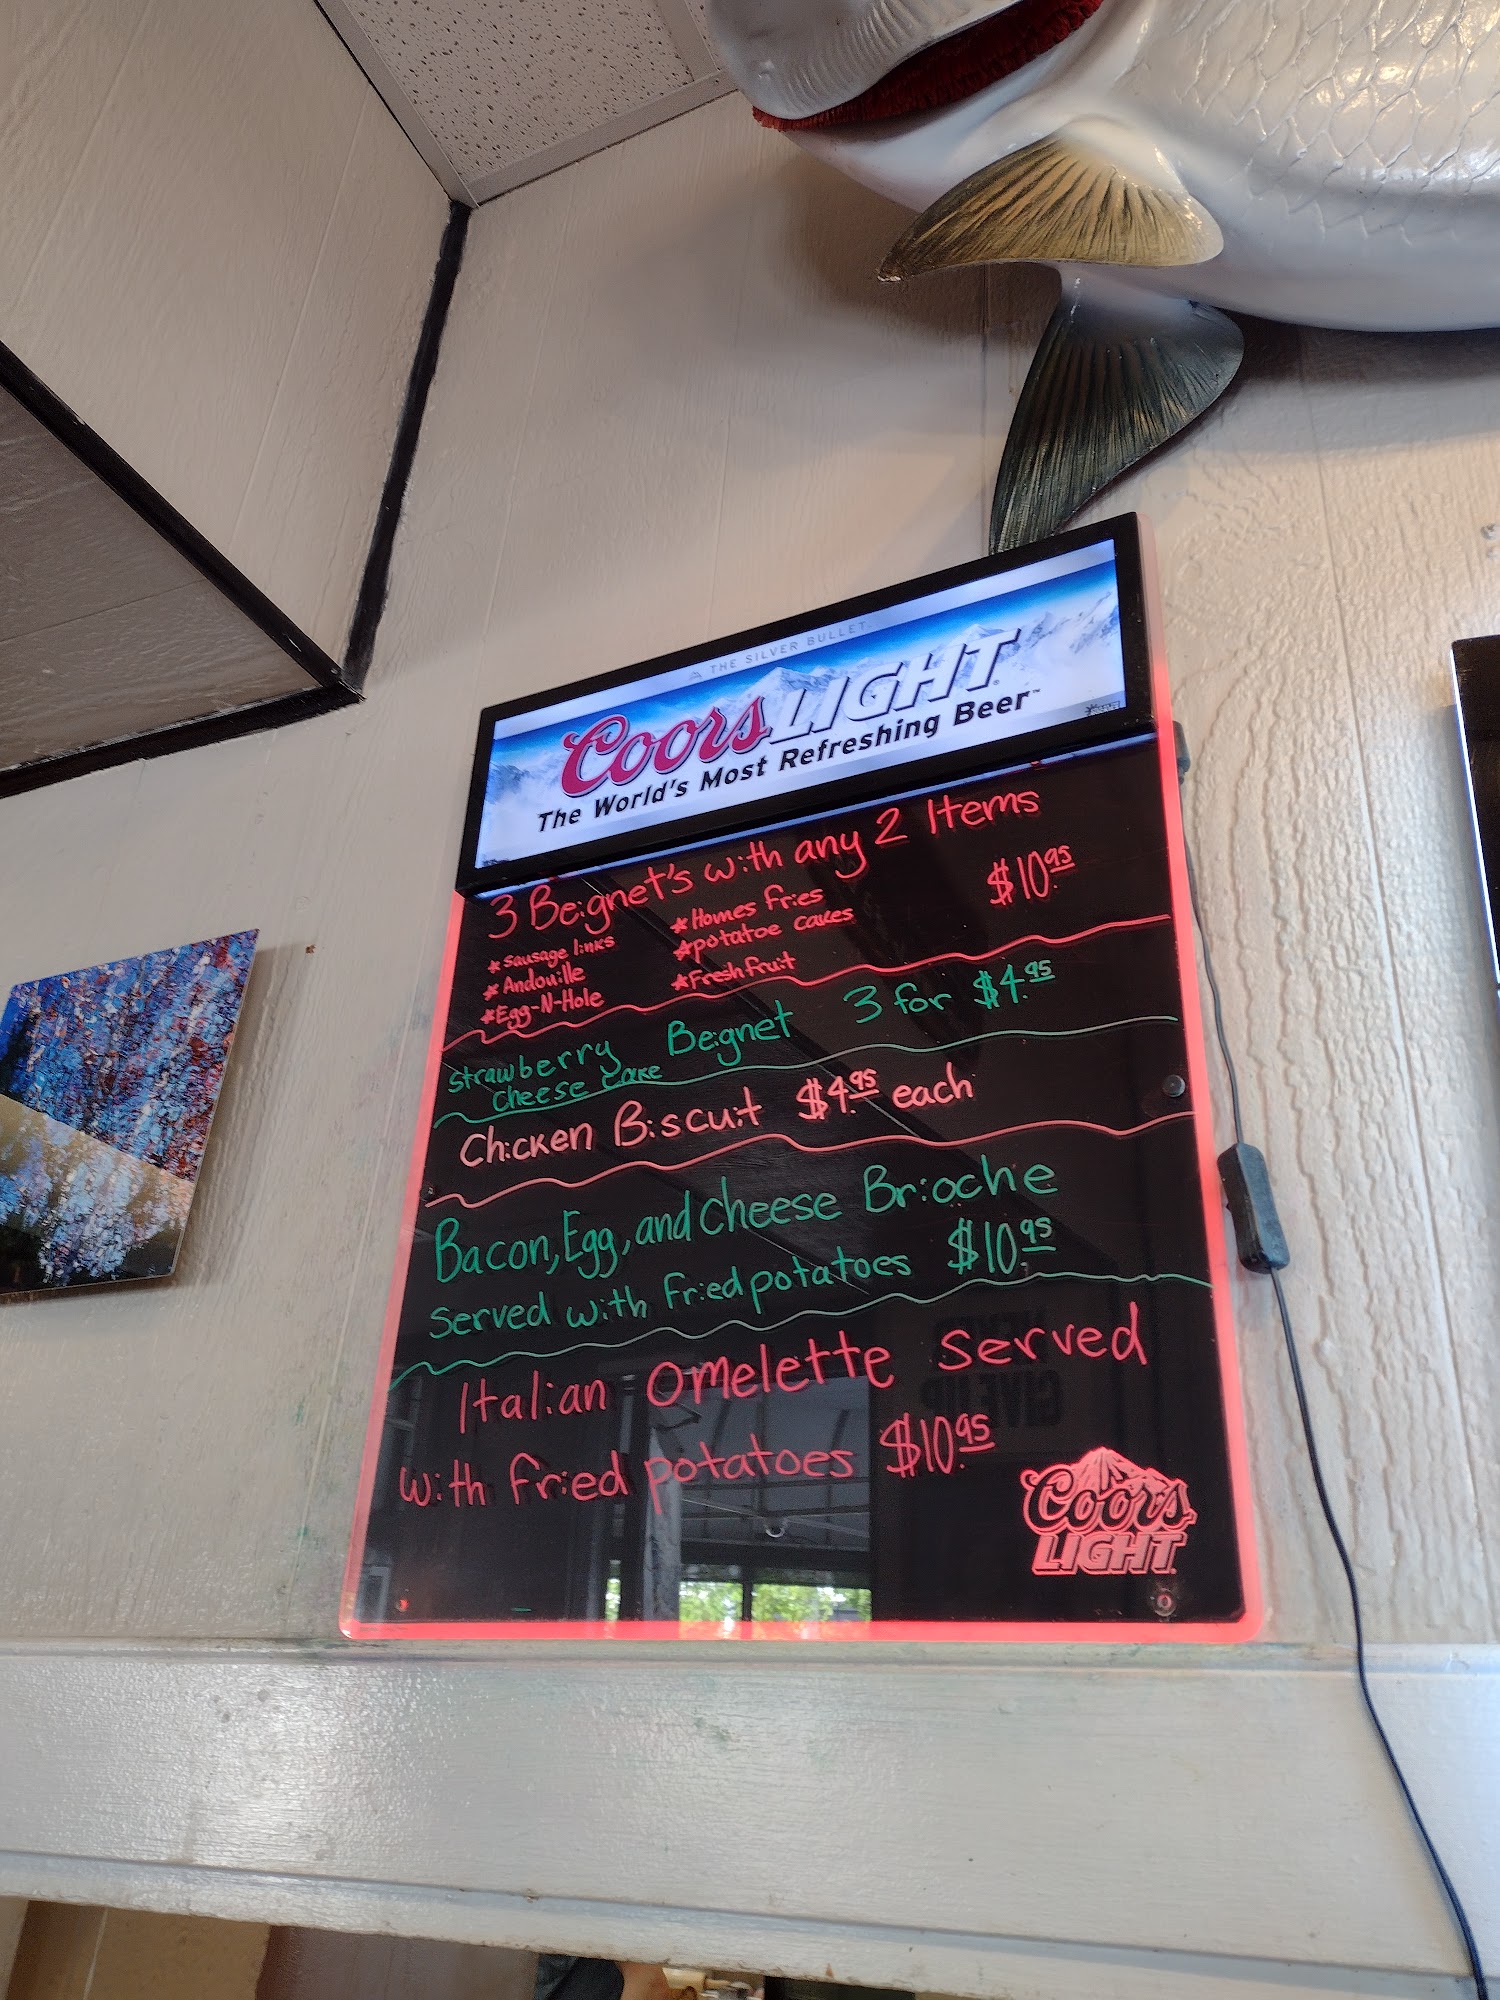 THE SILVER BULLET.
Coors LIGHT
The World's Most Refreshing Beer™
3 Beignet's with any 2 Items
* Sausage links * Homes fries $10.95
* Andouille * potatoe cakes
* Egg-N-Hole * Fresh fruit
strawberry Beignet 3 for $4.95
cheese cake
Chicken Biscuit $4.95 each
Bacon, Egg, and Cheese Brioche
served with fried potatoes $10.95
Italian omelette served
with fried potatoes $10.95
Coors
LIGHT